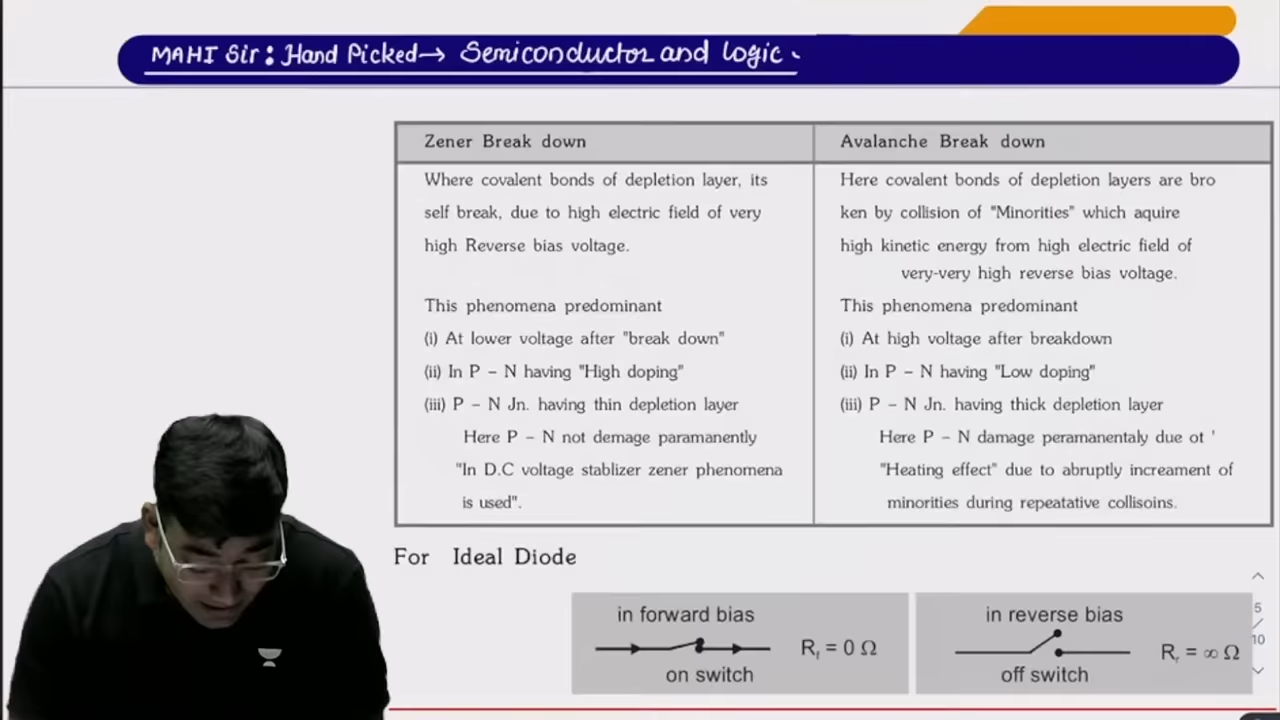 MAHI Sir: Hand Picked→ Semiconductor and logic
Zener Break down
Where covalent bonds of depletion layer, its
self break, due to high electric field of very
high Reverse bias voltage.
This phenomena predominant
(i) At lower voltage after "break down"
(ii) In P – N having "High doping"
(iii) P – N Jn. having thin depletion layer
Here P – N not demage paramanently
"In D.C voltage stablizer zener phenomena
is used".
Avalanche Break down
Here covalent bonds of depletion layers are bro
ken by collision of "Minorities" which aquire
high kinetic energy from high electric field of
very-very high reverse bias voltage.
This phenomena predominant
(i) At high voltage after breakdown
(ii) In P – N having "Low doping"
(iii) P – N Jn. having thick depletion layer
Here P – N damage peramanentaly due ot '
"Heating effect" due to abruptly increament of
minorities during repeatative collisoins.
For Ideal Diode
in forward bias
Rf = 0 Ω
on switch
in reverse bias
Rr = ∞ Ω
off switch
5
/
10